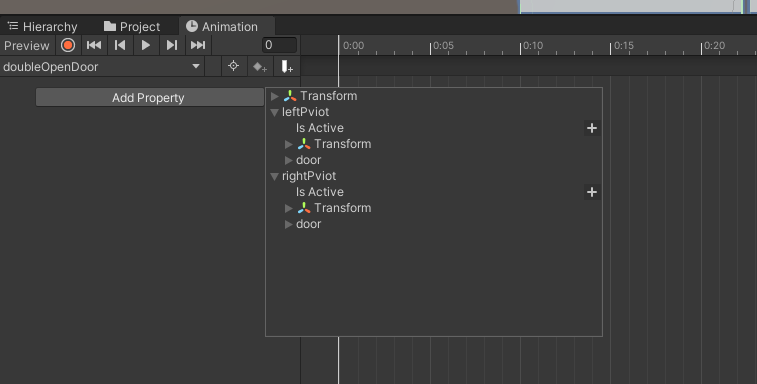 Hierarchy Project Animation
Preview 0 0:00 0:05 0:10 0:15 0:20
doubleOpenDoor
Add Property
Transform
leftPviot
Is Active
Transform
door
rightPviot
Is Active
Transform
door